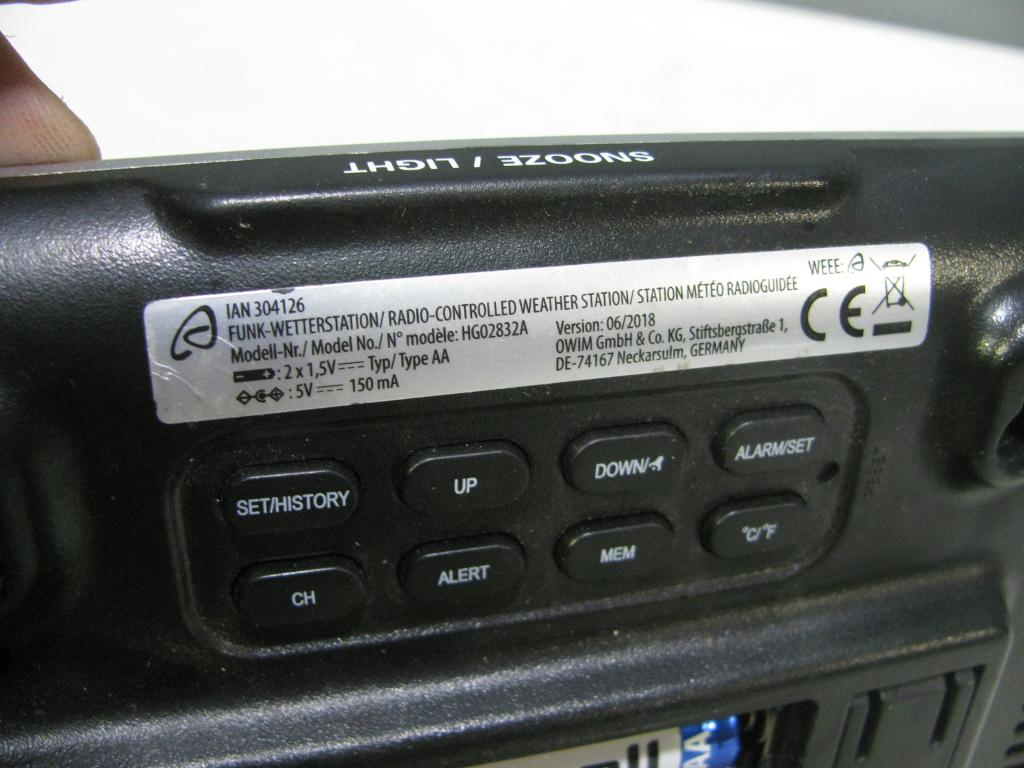 SNOOZE / LIGHT
IAN 304126
WEEE:
FUNK-WETTERSTATION/ RADIO-CONTROLLED WEATHER STATION/ STATION MÉTÉO RADIOGUIDÉE
Modell-Nr./ Model No./ N° modèle: HG02832A
: 2 x 1,5V Typ/ Type AA
: 5V 150 mA
Version: 06/2018
OWIM GmbH & Co. KG, Stiftsbergstraße 1,
DE-74167 Neckarsulm, GERMANY
CE
SET/HISTORY UP DOWN/ ALARM/SET
RESET
CH ALERT MEM °C/°F
AA